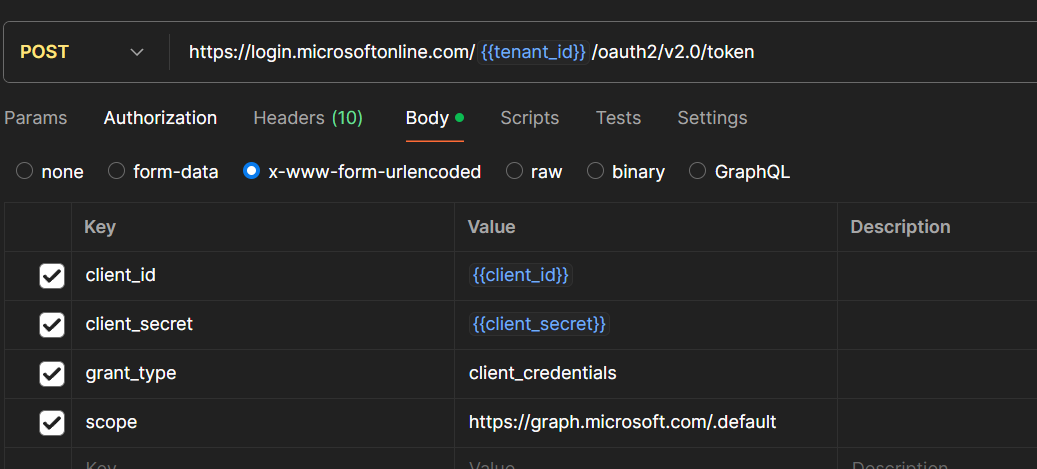 POST https://login.microsoftonline.com/ {{tenant_id}} /oauth2/v2.0/token
Params Authorization Headers (10) Body Scripts Tests Settings
none form-data x-www-form-urlencoded raw binary GraphQL
Key Value Description
client_id {{client_id}}
client_secret {{client_secret}}
grant_type client_credentials
scope https://graph.microsoft.com/.default
Key Value Description